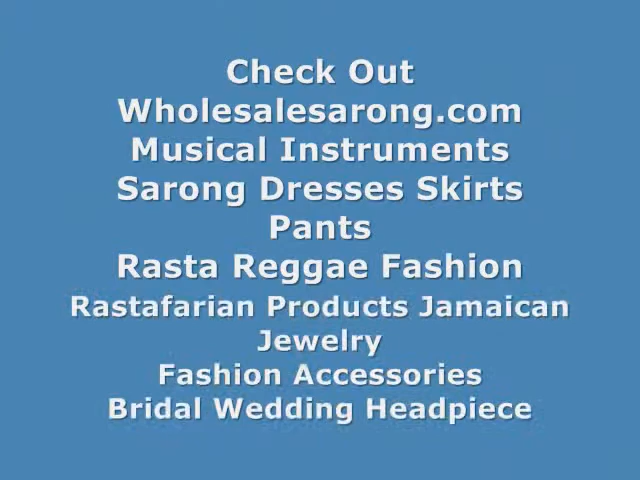 Check Out
Wholesalesarong.com
Musical Instruments
Sarong Dresses Skirts
Pants
Rasta Reggae Fashion
Rastafarian Products Jamaican
Jewelry
Fashion Accessories
Bridal Wedding Headpiece